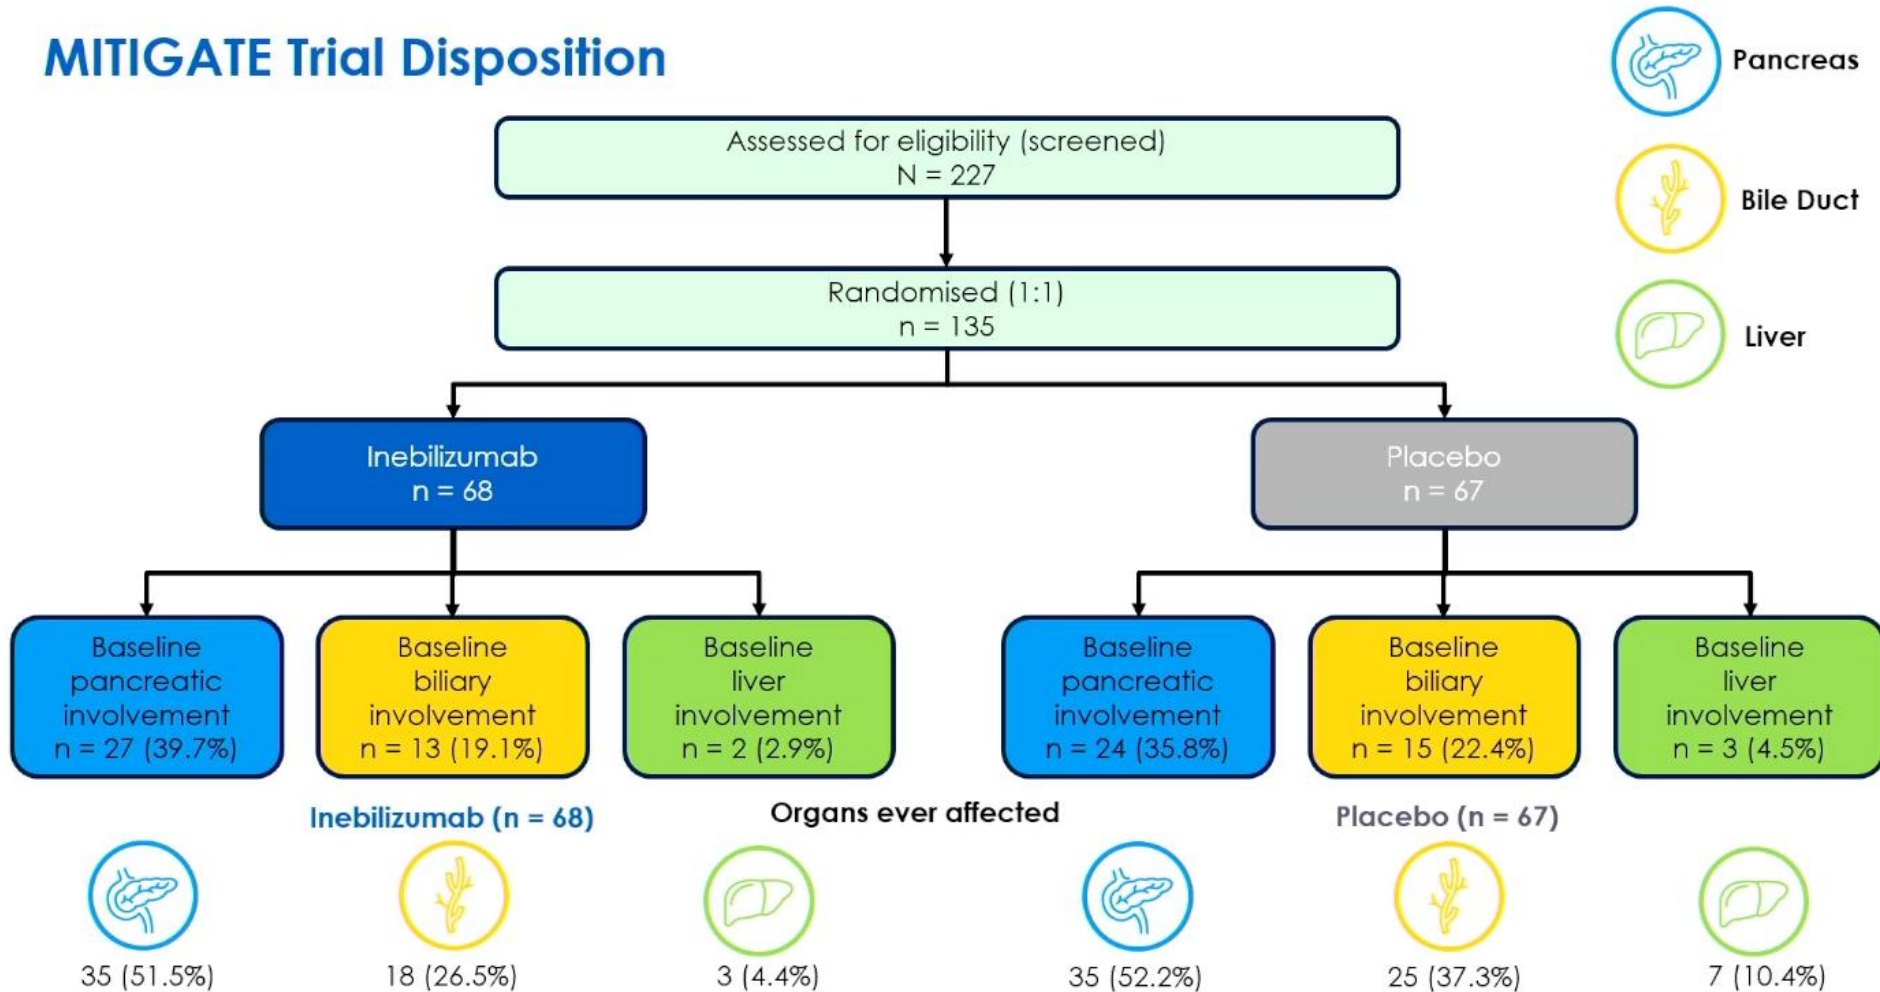 MITIGATE Trial Disposition
Pancreas
Bile Duct
Liver
Assessed for eligibility (screened)
N = 227
Randomised (1:1)
n = 135
Inebilizumab
n = 68
Placebo
n = 67
Baseline
pancreatic
involvement
n = 27 (39.7%)
Baseline
biliary
involvement
n = 13 (19.1%)
Baseline
liver
involvement
n = 2 (2.9%)
Baseline
pancreatic
involvement
n = 24 (35.8%)
Baseline
biliary
involvement
n = 15 (22.4%)
Baseline
liver
involvement
n = 3 (4.5%)
Inebilizumab (n = 68)
Organs ever affected
Placebo (n = 67)
35 (51.5%)
18 (26.5%)
3 (4.4%)
35 (52.2%)
25 (37.3%)
7 (10.4%)